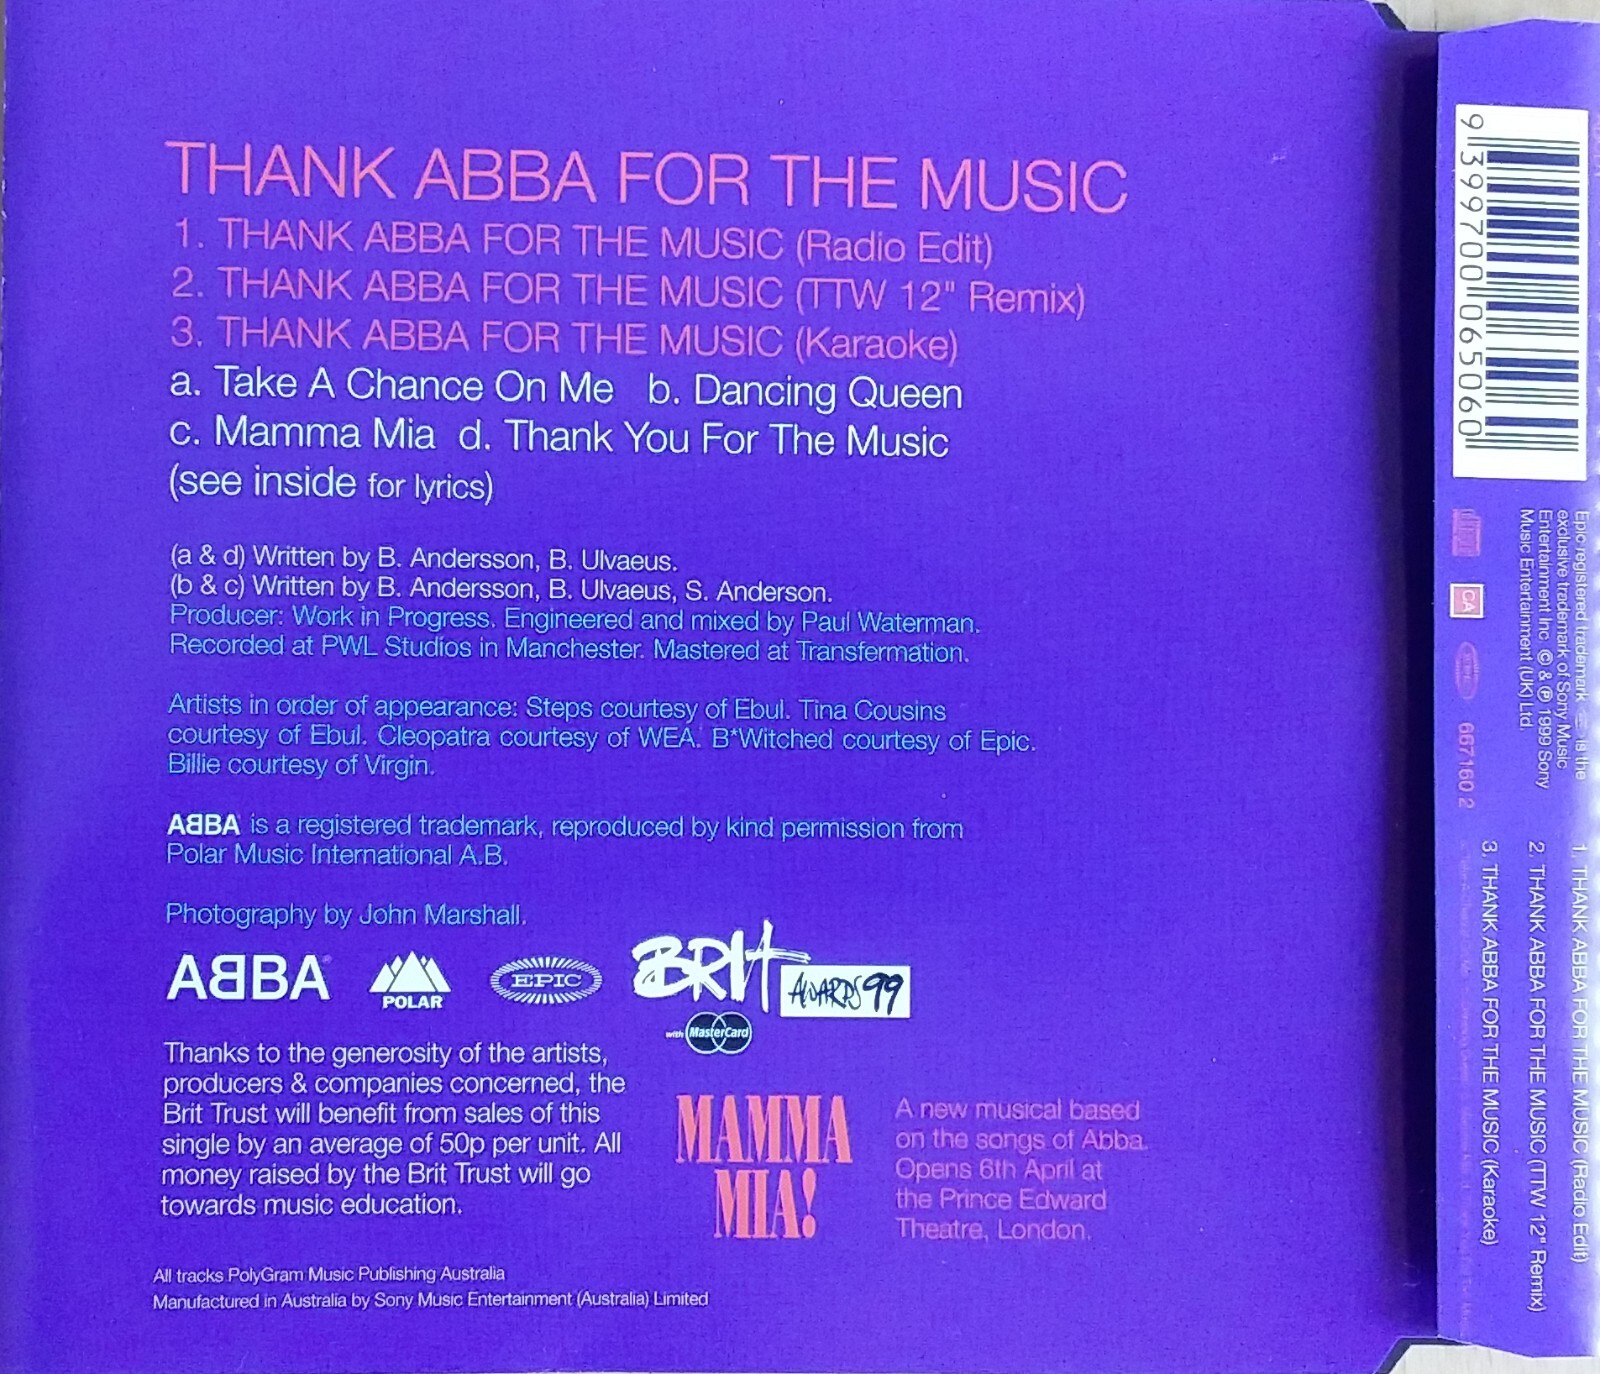 THANK ABBA FOR THE MUSIC
1. THANK ABBA FOR THE MUSIC (Radio Edit)
2. THANK ABBA FOR THE MUSIC (TTW 12" Remix)
3. THANK ABBA FOR THE MUSIC (Karaoke)
a. Take A Chance On Me b. Dancing Queen
c. Mamma Mia d. Thank You For The Music
(see inside for lyrics)
(a & d) Written by B. Andersson, B. Ulvaeus.
(b & c) Written by B. Andersson, B. Ulvaeus, S. Anderson.
Producer: Work in Progress. Engineered and mixed by Paul Waterman.
Recorded at PWL Studios in Manchester. Mastered at Transfermation.
Artists in order of appearance: Steps courtesy of Ebul. Tina Cousins
courtesy of Ebul. Cleopatra courtesy of WEA. B*Witched courtesy of Epic.
Billie courtesy of Virgin.
ABBA is a registered trademark, reproduced by kind permission from
Polar Music International A.B.
Photography by John Marshall.
ABBA®
POLAR
EPIC
BRIT
AWARDS 99
with MasterCard
Thanks to the generosity of the artists,
producers & companies concerned, the
Brit Trust will benefit from sales of this
single by an average of 50p per unit. All
money raised by the Brit Trust will go
towards music education.
MAMMA
MIA!
A new musical based
on the songs of Abba.
Opens 6th April at
the Prince Edward
Theatre, London.
All tracks PolyGram Music Publishing Australia
Manufactured in Australia by Sony Music Entertainment (Australia) Limited
9 399700 065060
Epic registered trademark is the
exclusive trademark of Sony Music
Entertainment Inc. © & ℗ 1999 Sony
Music Entertainment (UK) Ltd.
CA
EPIC
667160 2
1. THANK ABBA FOR THE MUSIC (Radio Edit)
2. THANK ABBA FOR THE MUSIC (TTW 12" Remix)
3. THANK ABBA FOR THE MUSIC (Karaoke)